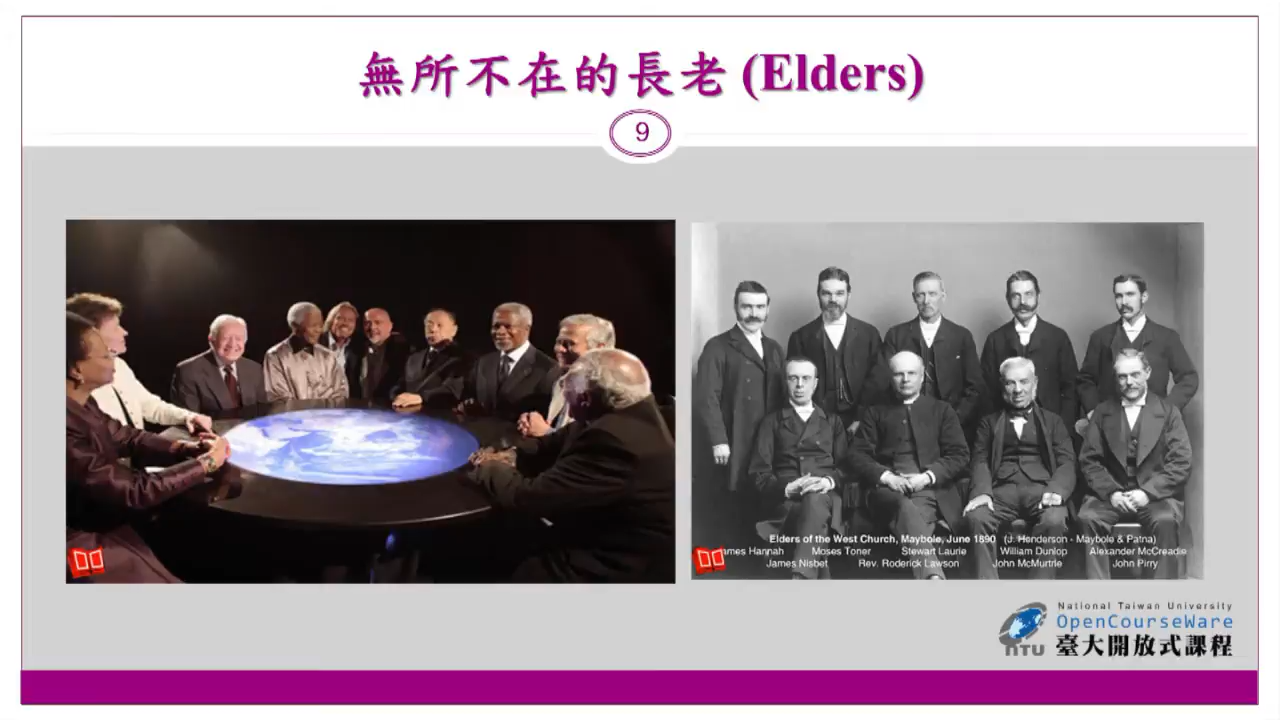 無所不在的長老 (Elders)
9
Elders of the West Church, Maybole, June 1890 (J. Henderson - Maybole & Patna)
ames Hannah Moses Toner Stewart Laurie William Dunlop Alexander McCreadie
James Nisbet Rev. Roderick Lawson John McMurtrie John Pirry
National Taiwan University
OpenCourseWare
NTU 臺大開放式課程